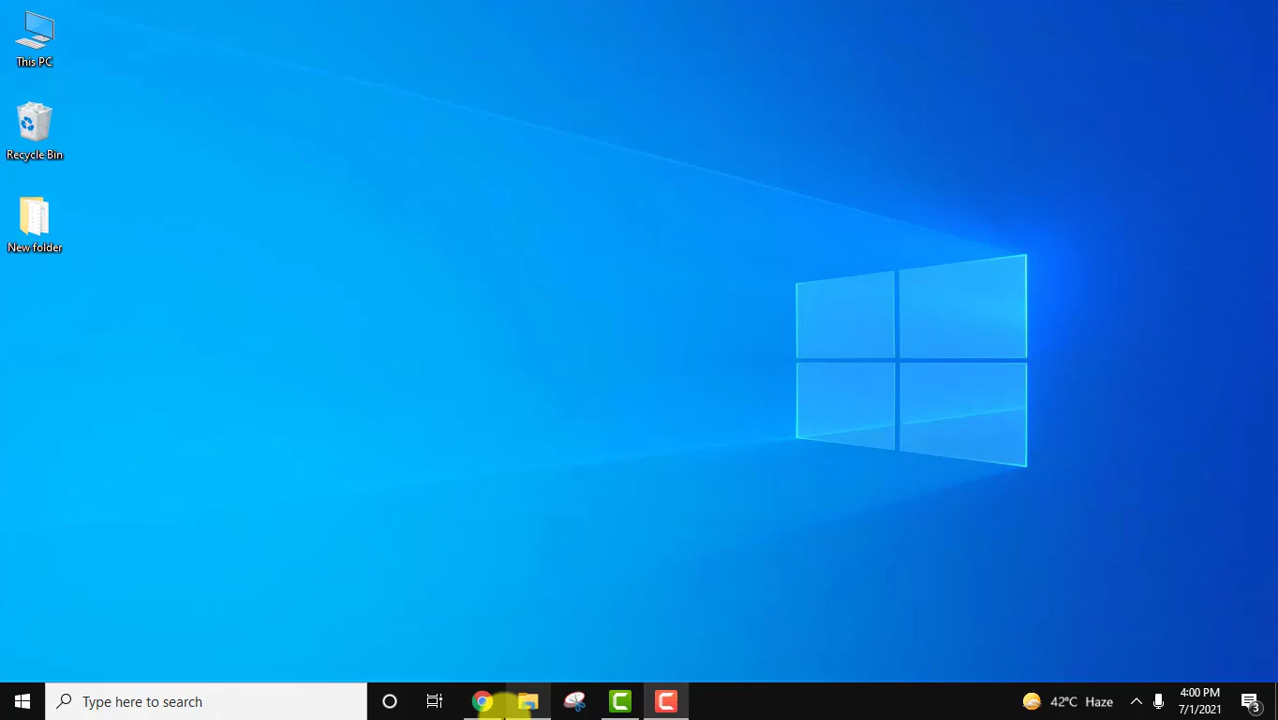 This PC
Recycle Bin
New folder
Type here to search
42°C Haze
4:00 PM
7/1/2021
3